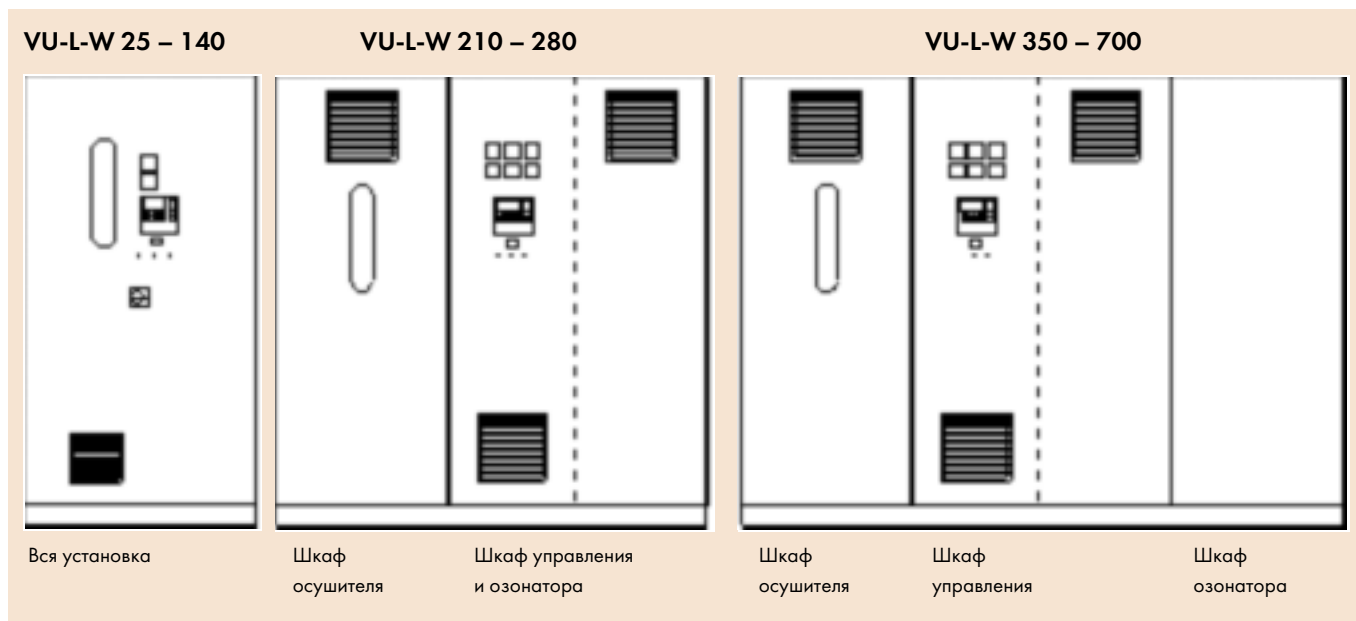 VU-L-W 25 – 140
VU-L-W 210 – 280
VU-L-W 350 – 700
Вся установка
Шкаф
осушителя
Шкаф управления
и озонатора
Шкаф
осушителя
Шкаф
управления
Шкаф
озонатора